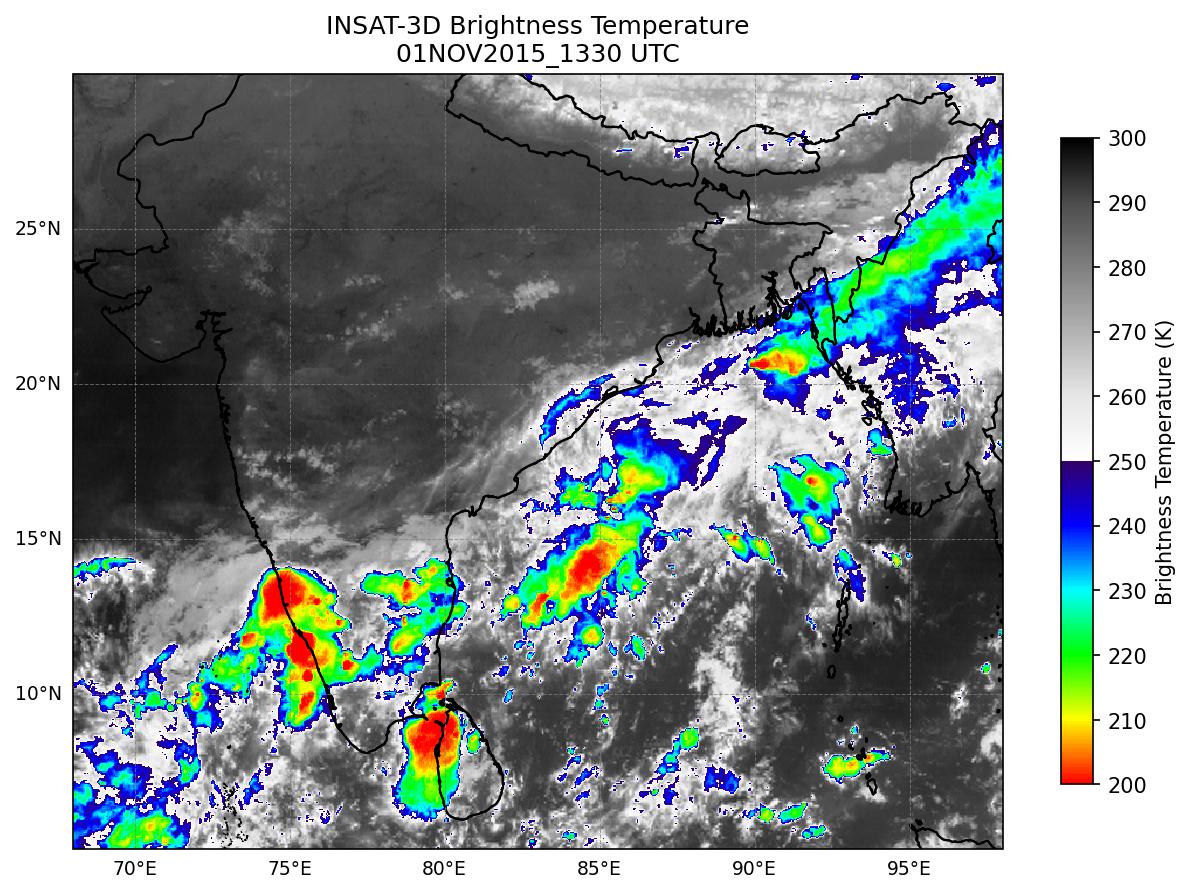 INSAT-3D Brightness Temperature
01NOV2015_1330 UTC
25°N
20°N
15°N
10°N
70°E
75°E
80°E
85°E
90°E
95°E
300
290
280
270
260
250
240
230
220
210
200
Brightness Temperature (K)